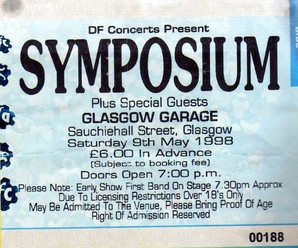 DF Concerts Present
SYMPOSIUM
Plus Special Guests
GLASGOW GARAGE
Sauchiehall Street, Glasgow
Saturday 9th May 1998
£6.00 In Advance
(Subject to booking fee)
Doors Open 7:00 p.m.
Please Note: Early Show First Band On Stage 7.30pm Approx
Due To Licensing Restrictions Over 18's Only
May Be Admitted To The Venue, Please Bring Proof Of Age
Right Of Admission Reserved
00188